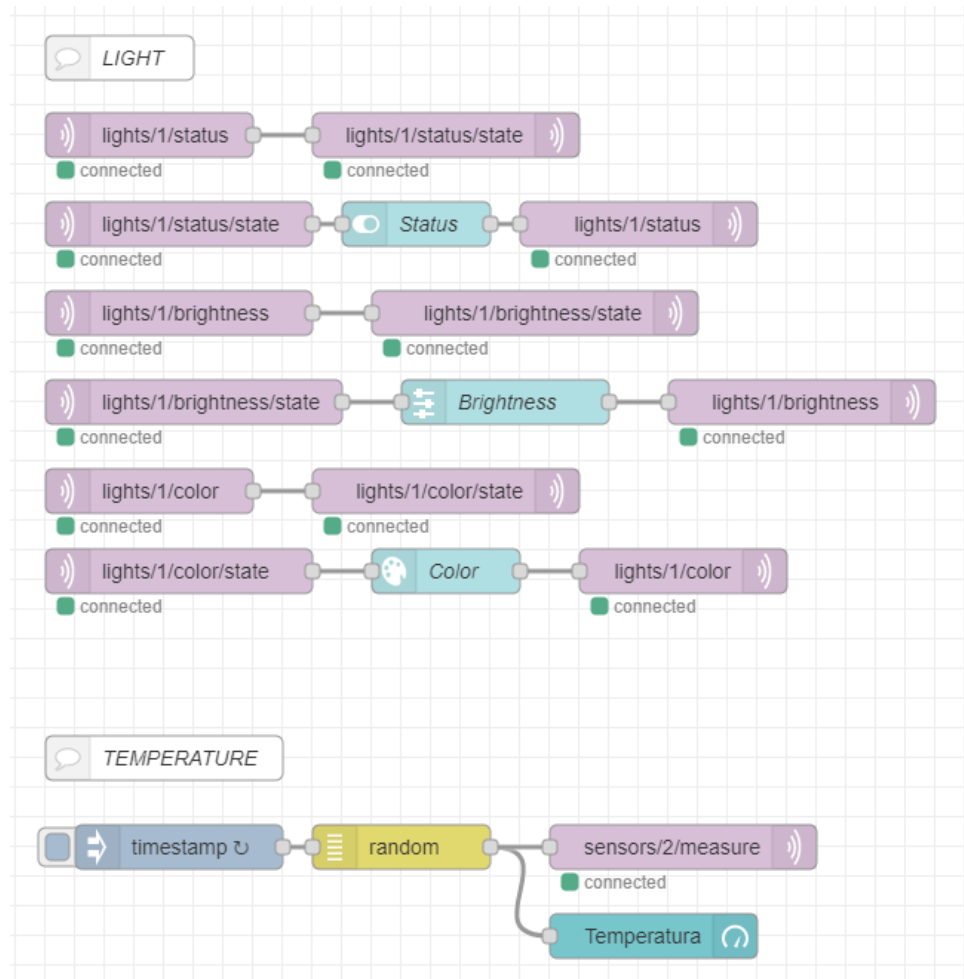 LIGHT
lights/1/status
lights/1/status/state
connected
connected
lights/1/status/state
Status
lights/1/status
connected
connected
lights/1/brightness
lights/1/brightness/state
connected
connected
lights/1/brightness/state
Brightness
lights/1/brightness
connected
connected
lights/1/color
lights/1/color/state
connected
connected
lights/1/color/state
Color
lights/1/color
connected
connected
TEMPERATURE
timestamp ↻
random
sensors/2/measure
connected
Temperatura